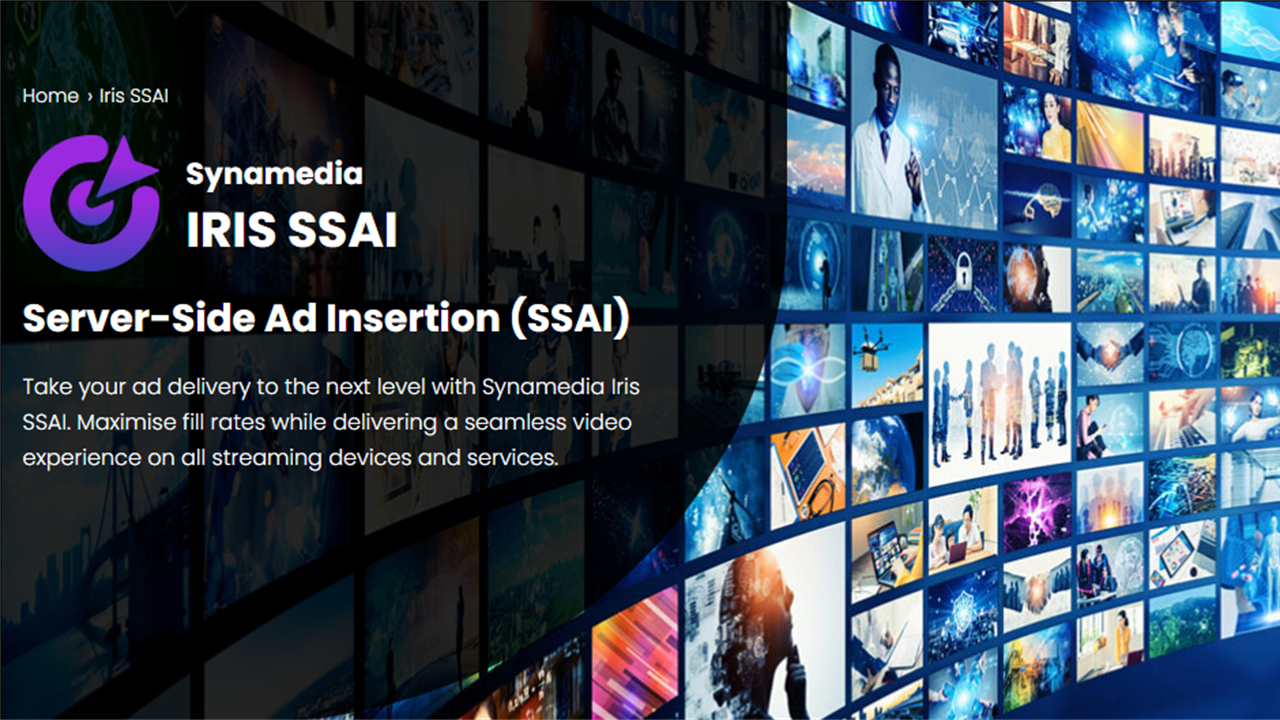 Home › Iris SSAI
Synamedia
IRIS SSAI
Server-Side Ad Insertion (SSAI)
Take your ad delivery to the next level with Synamedia Iris
SSAI. Maximise fill rates while delivering a seamless video
experience on all streaming devices and services.